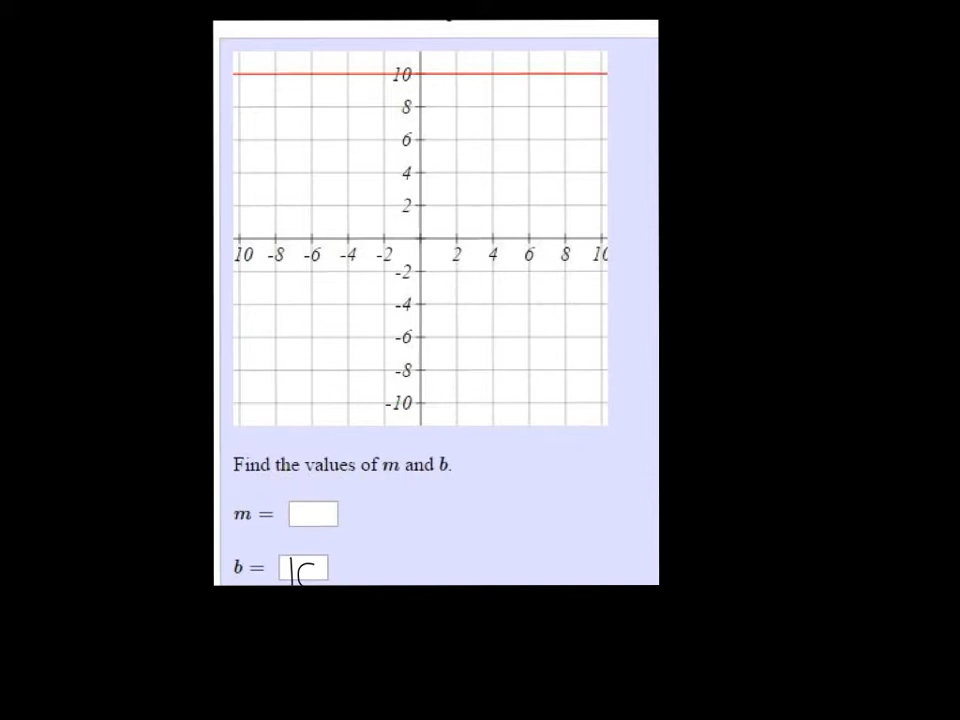 10
8
6
4
2
10 -8 -6 -4 -2 2 4 6 8 10
-2
-4
-6
-8
-10
Find the values of m and b.
m =
b =